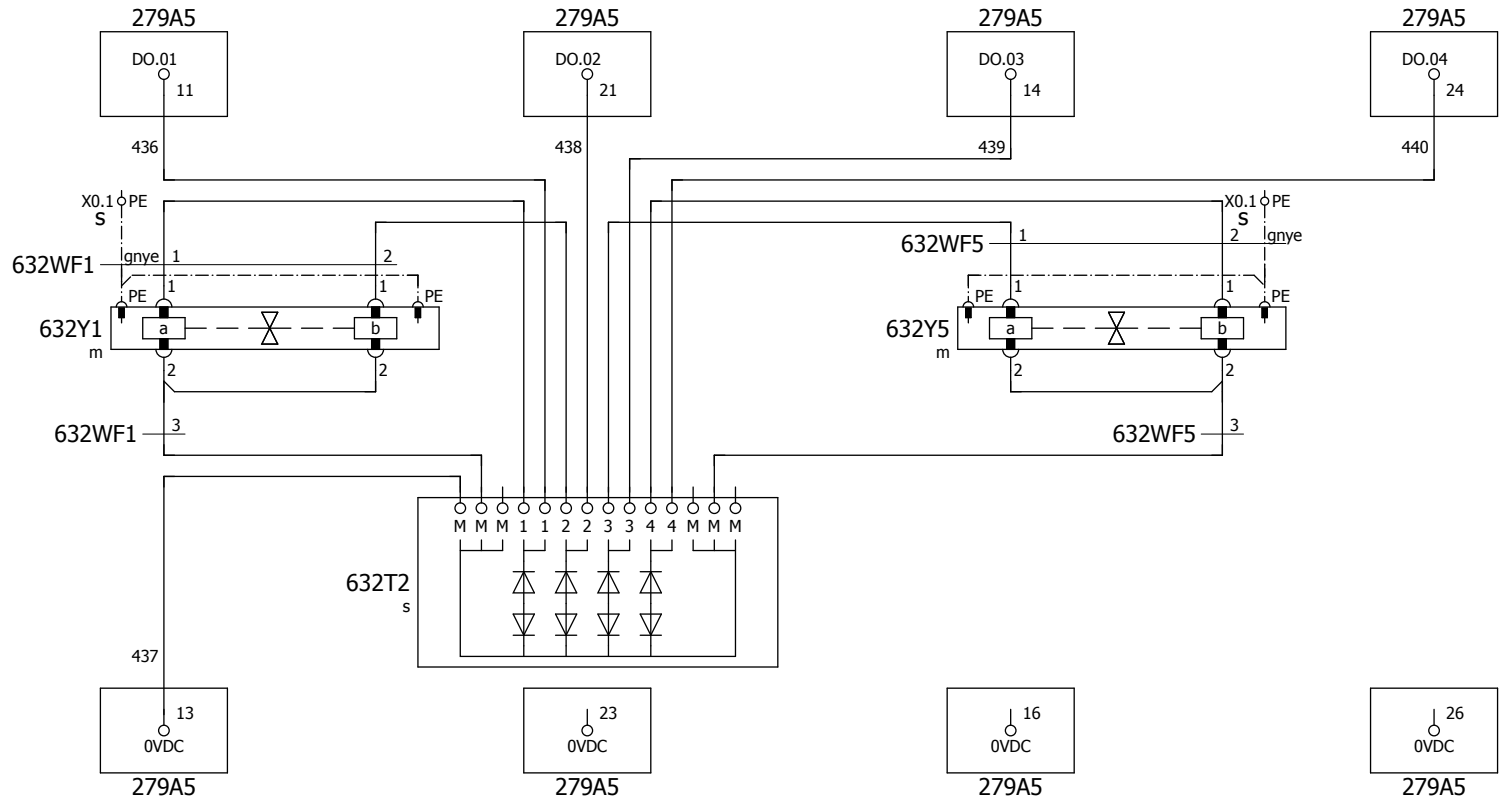 279A5 279A5 279A5 279A5
DO.01 DO.02 DO.03 DO.04
11 21 14 24
436 438 439 440
X0.1 PE X0.1 PE
S S
632WF5 1 2 gnye
632WF1 gnye 1 2
1 1 1 1
PE PE PE PE
632Y1 a b 632Y5 a b
m m
2 2 2 2
632WF1 3 632WF5 3
M M M 1 1 2 2 3 3 4 4 M M M
632T2
s
437
13 23 16 26
0VDC 0VDC 0VDC 0VDC
279A5 279A5 279A5 279A5